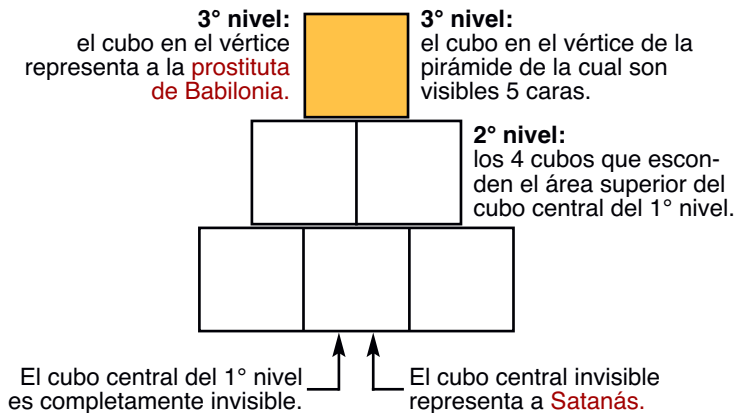 3° nivel:
el cubo en el vértice
representa a la prostituta
de Babilonia.
3° nivel:
el cubo en el vértice de la
pirámide de la cual son
visibles 5 caras.
2° nivel:
los 4 cubos que escon-
den el área superior del
cubo central del 1° nivel.
El cubo central del 1° nivel
es completamente invisible.
El cubo central invisible
representa a Satanás.